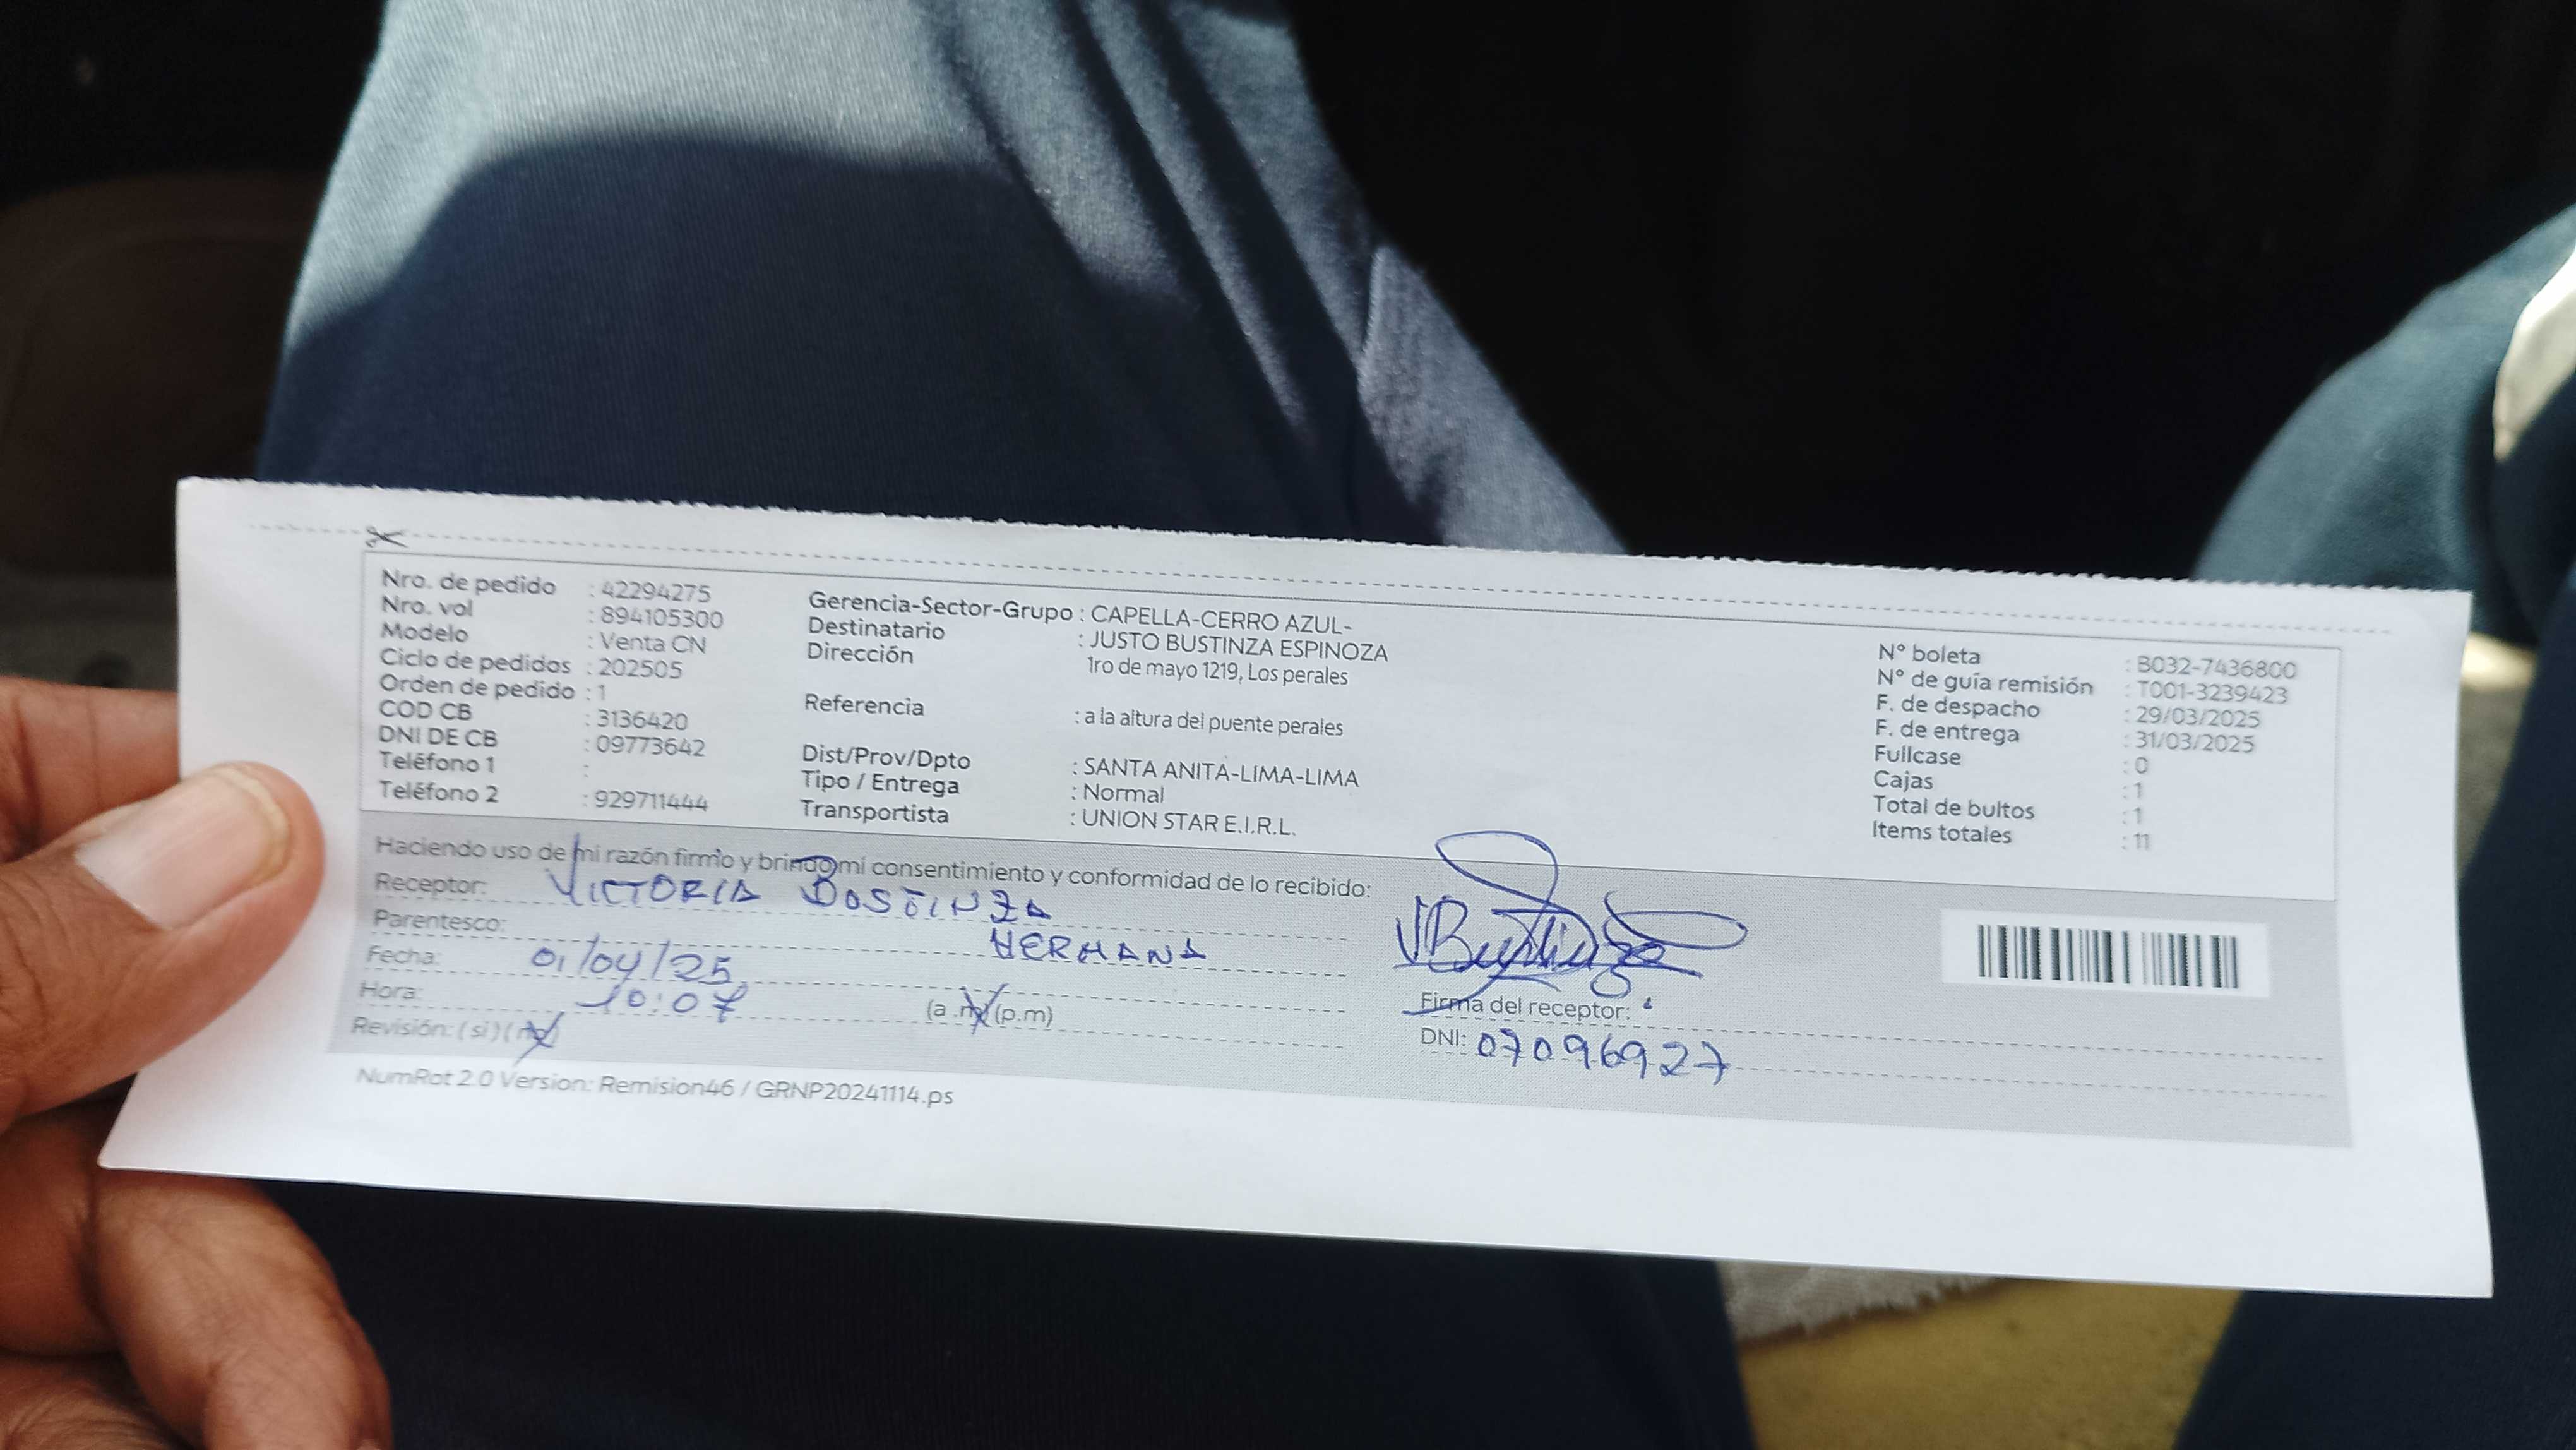 Nro. de pedido : 42294275
Nro. vol : 894105300
Modelo : Venta CN
Ciclo de pedidos : 202505
Orden de pedido : 1
COD CB : 3136420
DNI DE CB : 09773642
Teléfono 1 :
Teléfono 2 : 929711444
Gerencia-Sector-Grupo : CAPELLA-CERRO AZUL-
Destinatario : JUSTO BUSTINZA ESPINOZA
Dirección 1ro de mayo 1219, Los perales
Referencia : a la altura del puente perales
Dist/Prov/Dpto : SANTA ANITA-LIMA-LIMA
Tipo / Entrega : Normal
Transportista : UNION STAR E.I.R.L.
N° boleta : B032-7436800
N° de guía remisión : T001-3239423
F. de despacho : 29/03/2025
F. de entrega : 31/03/2025
Fullcase : 0
Cajas : 1
Total de bultos : 1
Items totales : 11
Haciendo uso de mi razón firmo y brindo mi consentimiento y conformidad de lo recibido:
Receptor: VICTORIA BOSTINZA
Parentesco: HERMANA
Fecha: 01/04/25
Hora: 10:07 (a.m) (p.m)
Revisión: (si) (no)
VBustinza
Firma del receptor:
DNI: 07096927
NumRot 2.0 Version: Remision46 / GRNP20241114.ps